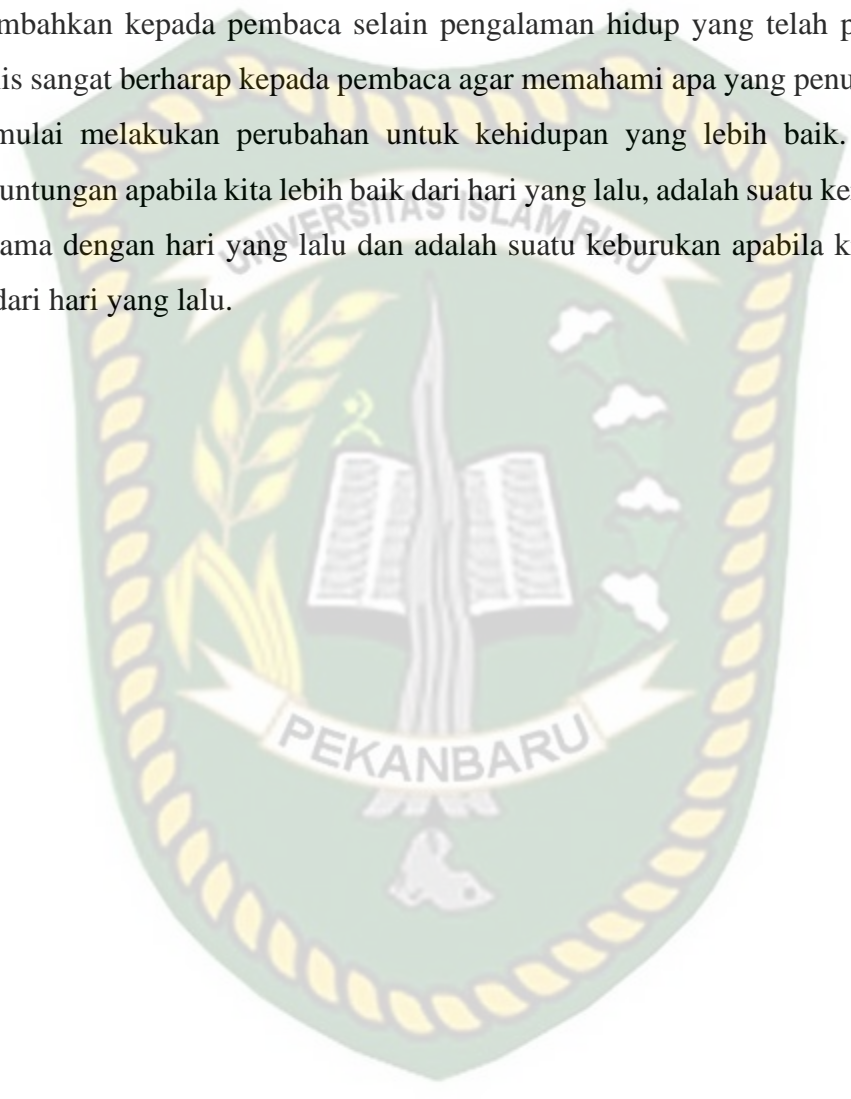 mbahkan kepada pembaca selain pengalaman hidup yang telah p
is sangat berharap kepada pembaca agar memahami apa yang penu
mulai melakukan perubahan untuk kehidupan yang lebih baik.
untungan apabila kita lebih baik dari hari yang lalu, adalah suatu ke
ama dengan hari yang lalu dan adalah suatu keburukan apabila k
dari hari yang lalu.
UNIVERSITAS ISLAM RIAU
PEKANBARU